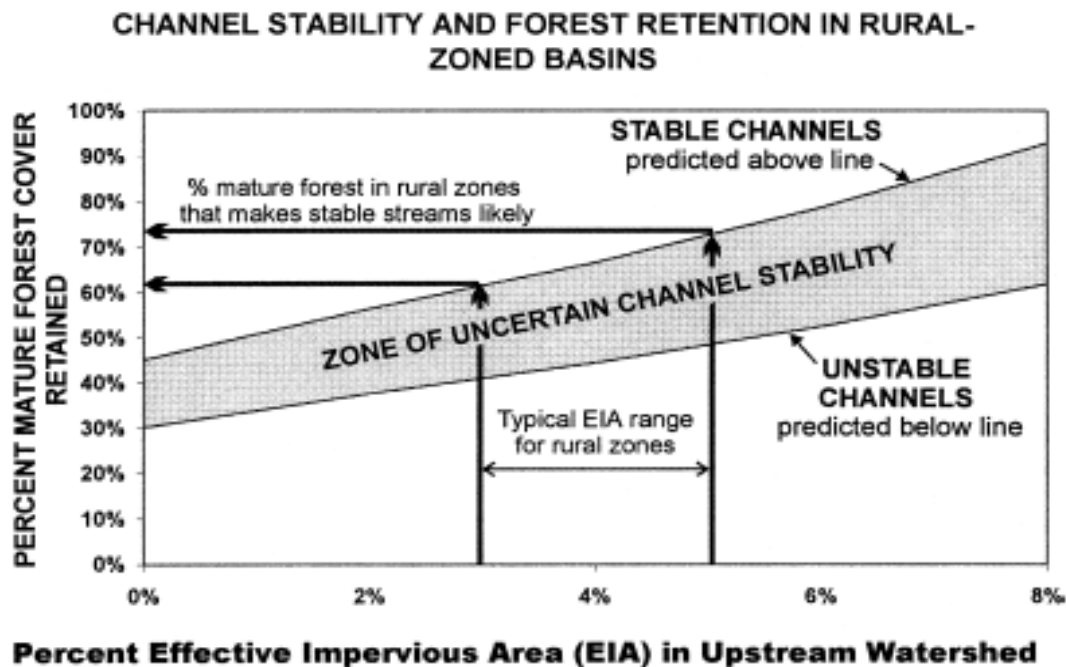 CHANNEL STABILITY AND FOREST RETENTION IN RURAL-
ZONED BASINS
PERCENT MATURE FOREST COVER
RETAINED
100%
90%
80%
70%
60%
50%
40%
30%
20%
10%
0%
STABLE CHANNELS
predicted above line
% mature forest in rural zones
that makes stable streams likely
ZONE OF UNCERTAIN CHANNEL STABILITY
UNSTABLE
CHANNELS
predicted below line
Typical EIA range
for rural zones
0%
2%
4%
6%
8%
Percent Effective Impervious Area (EIA) in Upstream Watershed